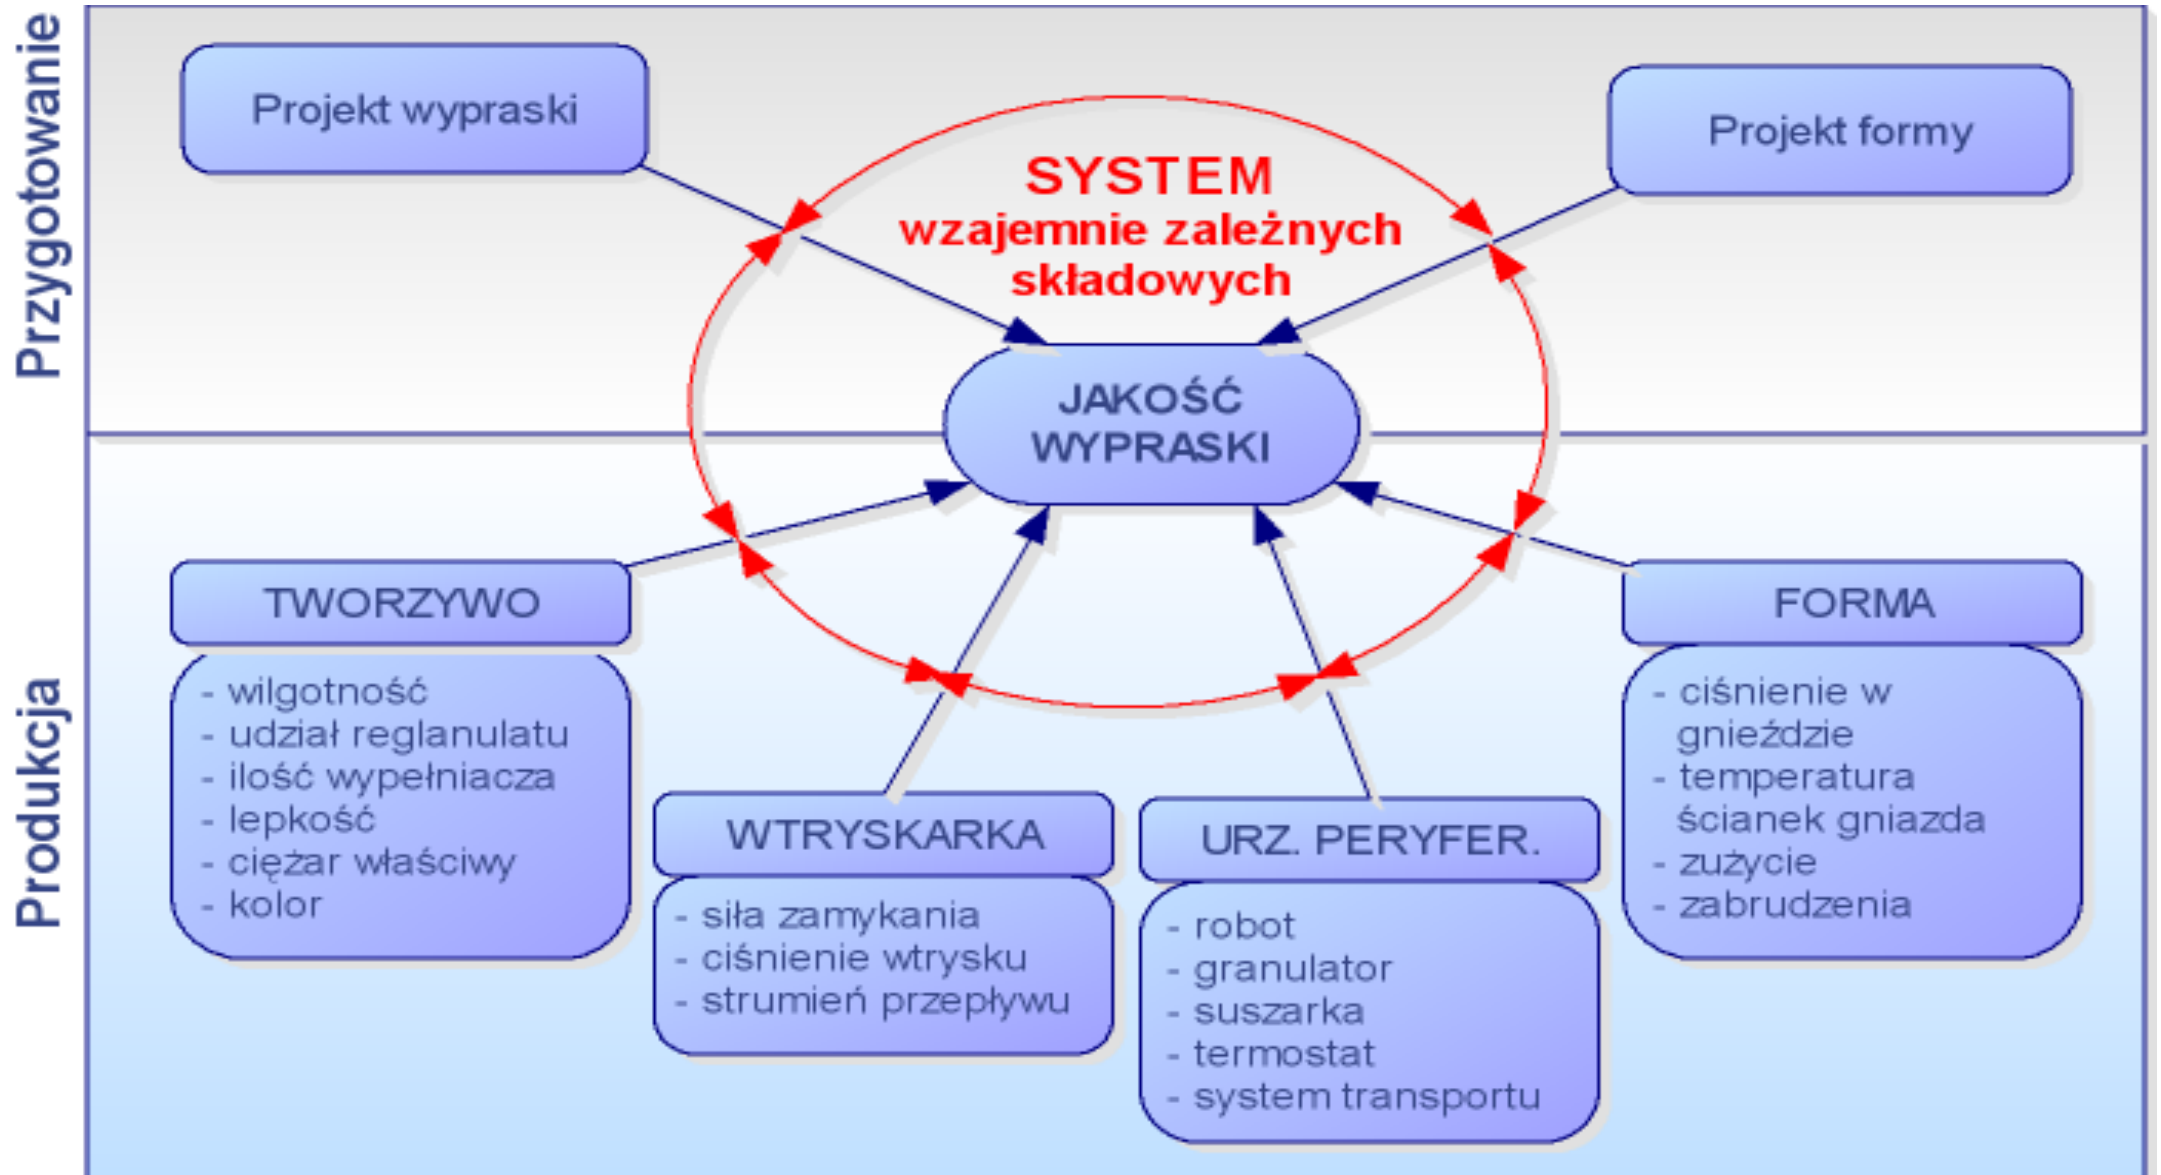 Przygotowanie
Projekt wypraski
Projekt formy
SYSTEM
wzajemnie zależnych
składowych
JAKOŚĆ
WYPRASKI
Produkcja
TWORZYWO
- wilgotność
- udział reglanulatu
- ilość wypełniacza
- lepkość
- ciężar właściwy
- kolor
WTRYSKARKA
- siła zamykania
- ciśnienie wtrysku
- strumień przepływu
URZ. PERYFER.
- robot
- granulator
- suszarka
- termostat
- system transportu
FORMA
- ciśnienie w
gnieździe
- temperatura
ścianek gniazda
- zużycie
- zabrudzenia